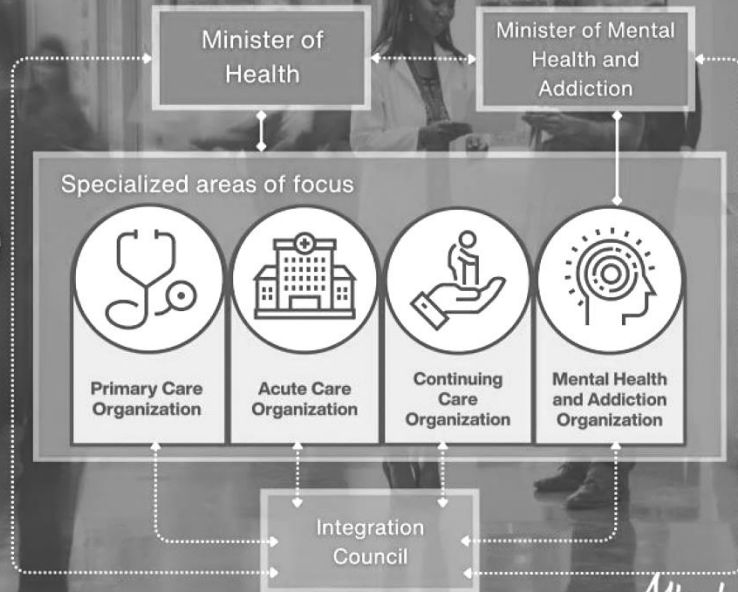 Minister of
Health
Minister of Mental
Health and
Addiction
Specialized areas of focus
Primary Care
Organization
Acute Care
Organization
Continuing
Care
Organization
Mental Health
and Addiction
Organization
Integration
Council